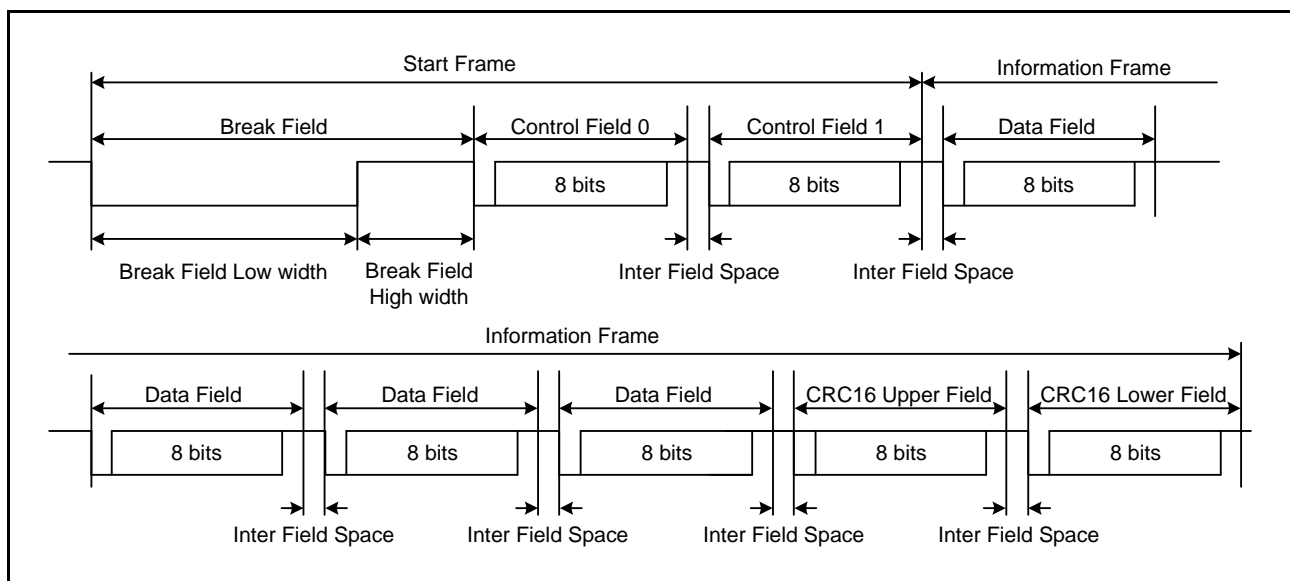 Start Frame
Information Frame
Break Field
Control Field 0
Control Field 1
Data Field
8 bits
8 bits
8 bits
Break Field Low width
Break Field
High width
Inter Field Space
Inter Field Space
Information Frame
Data Field
Data Field
Data Field
CRC16 Upper Field
CRC16 Lower Field
8 bits
8 bits
8 bits
8 bits
8 bits
Inter Field Space
Inter Field Space
Inter Field Space
Inter Field Space